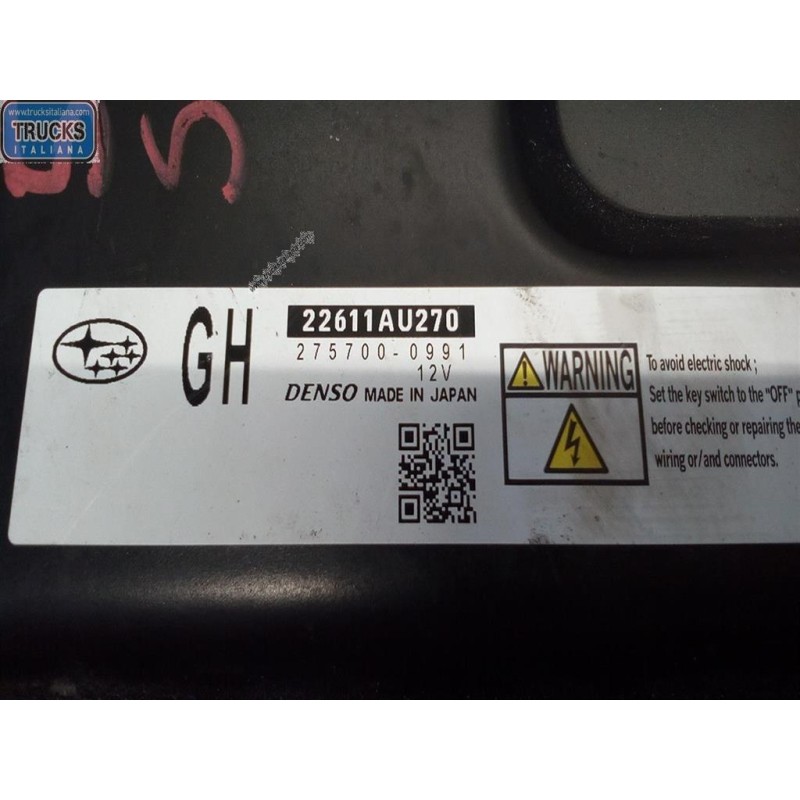 www.trucksitaliana.com
TRUCKS
ITALIANA
S
GH
22611AU270
275700-0991
12V
DENSO MADE IN JAPAN
WARNING
To avoid electric shock ;
Set the key switch to the "OFF" p
before checking or repairing the
wiring or/and connectors.